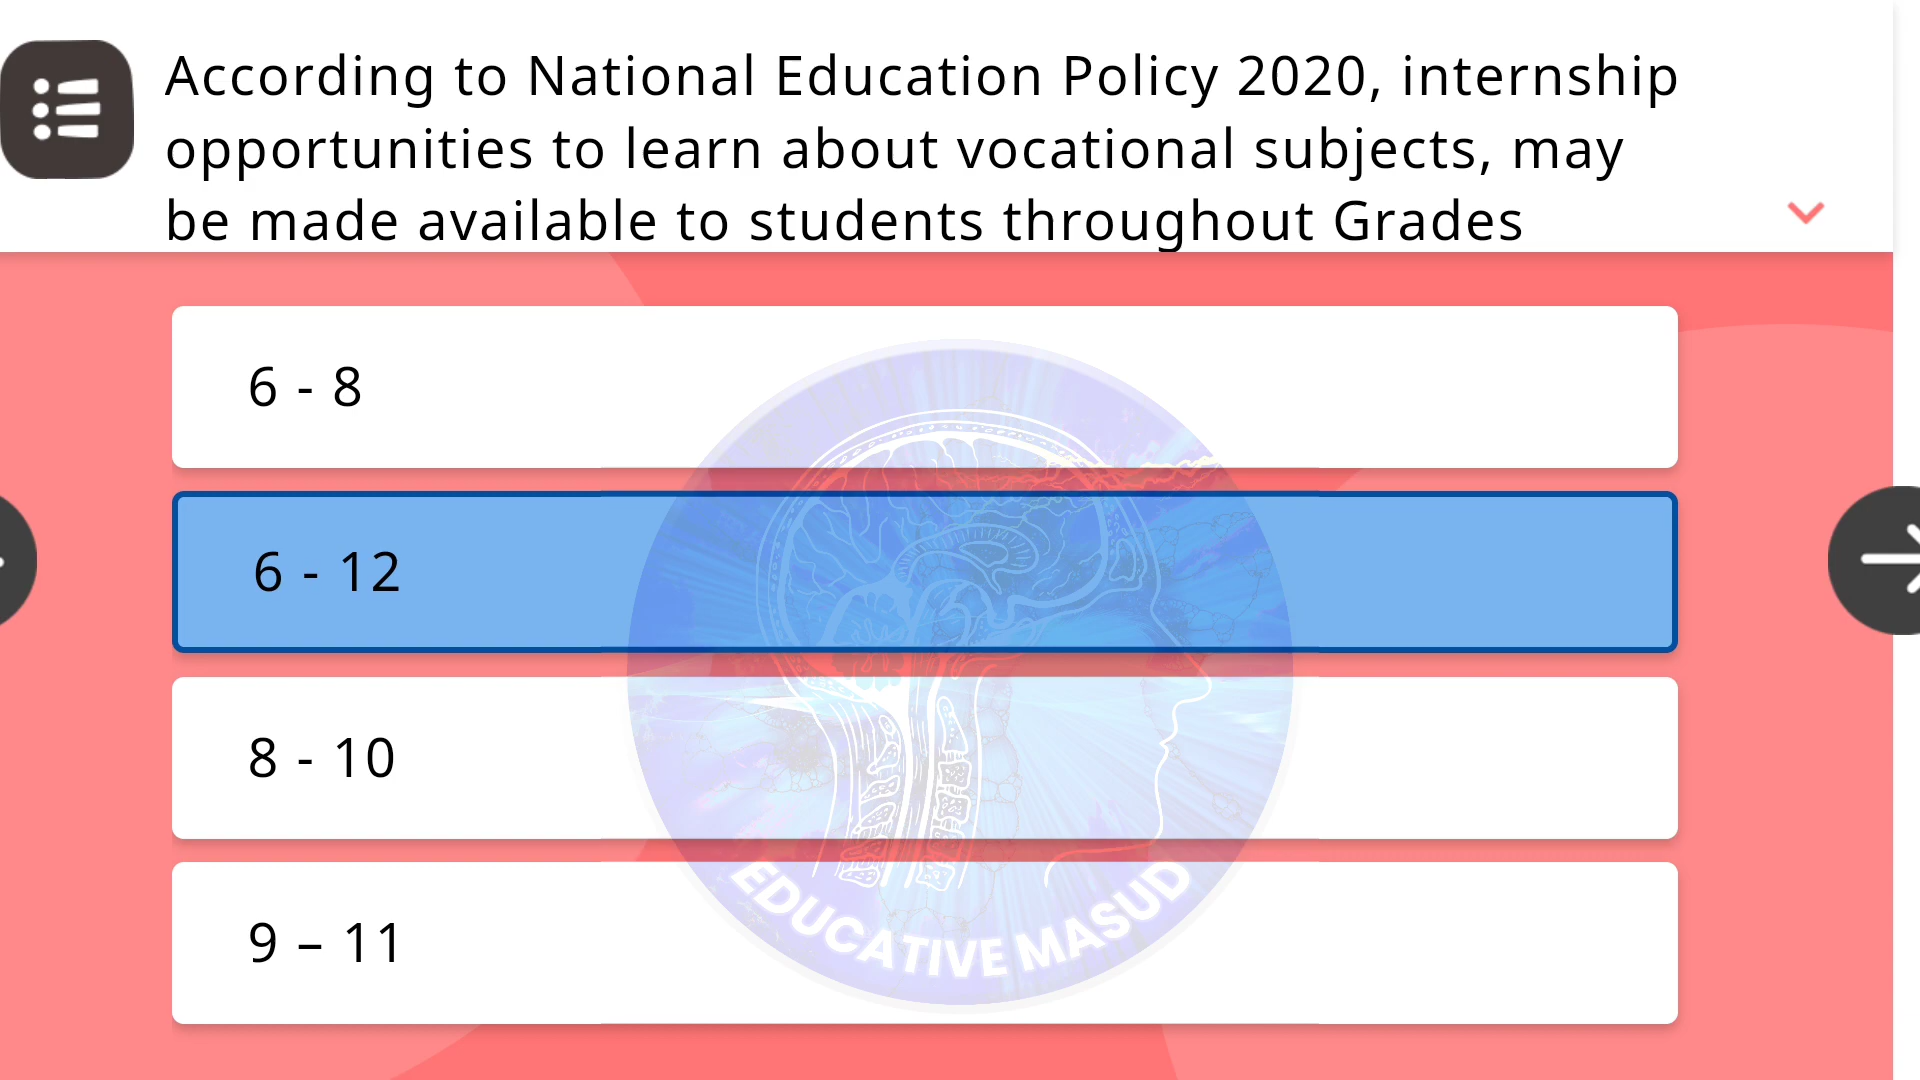 According to National Education Policy 2020, internship
opportunities to learn about vocational subjects, may
be made available to students throughout Grades
6 - 8
6 - 12
8 - 10
9 – 11
EDUCATIVE MASUD